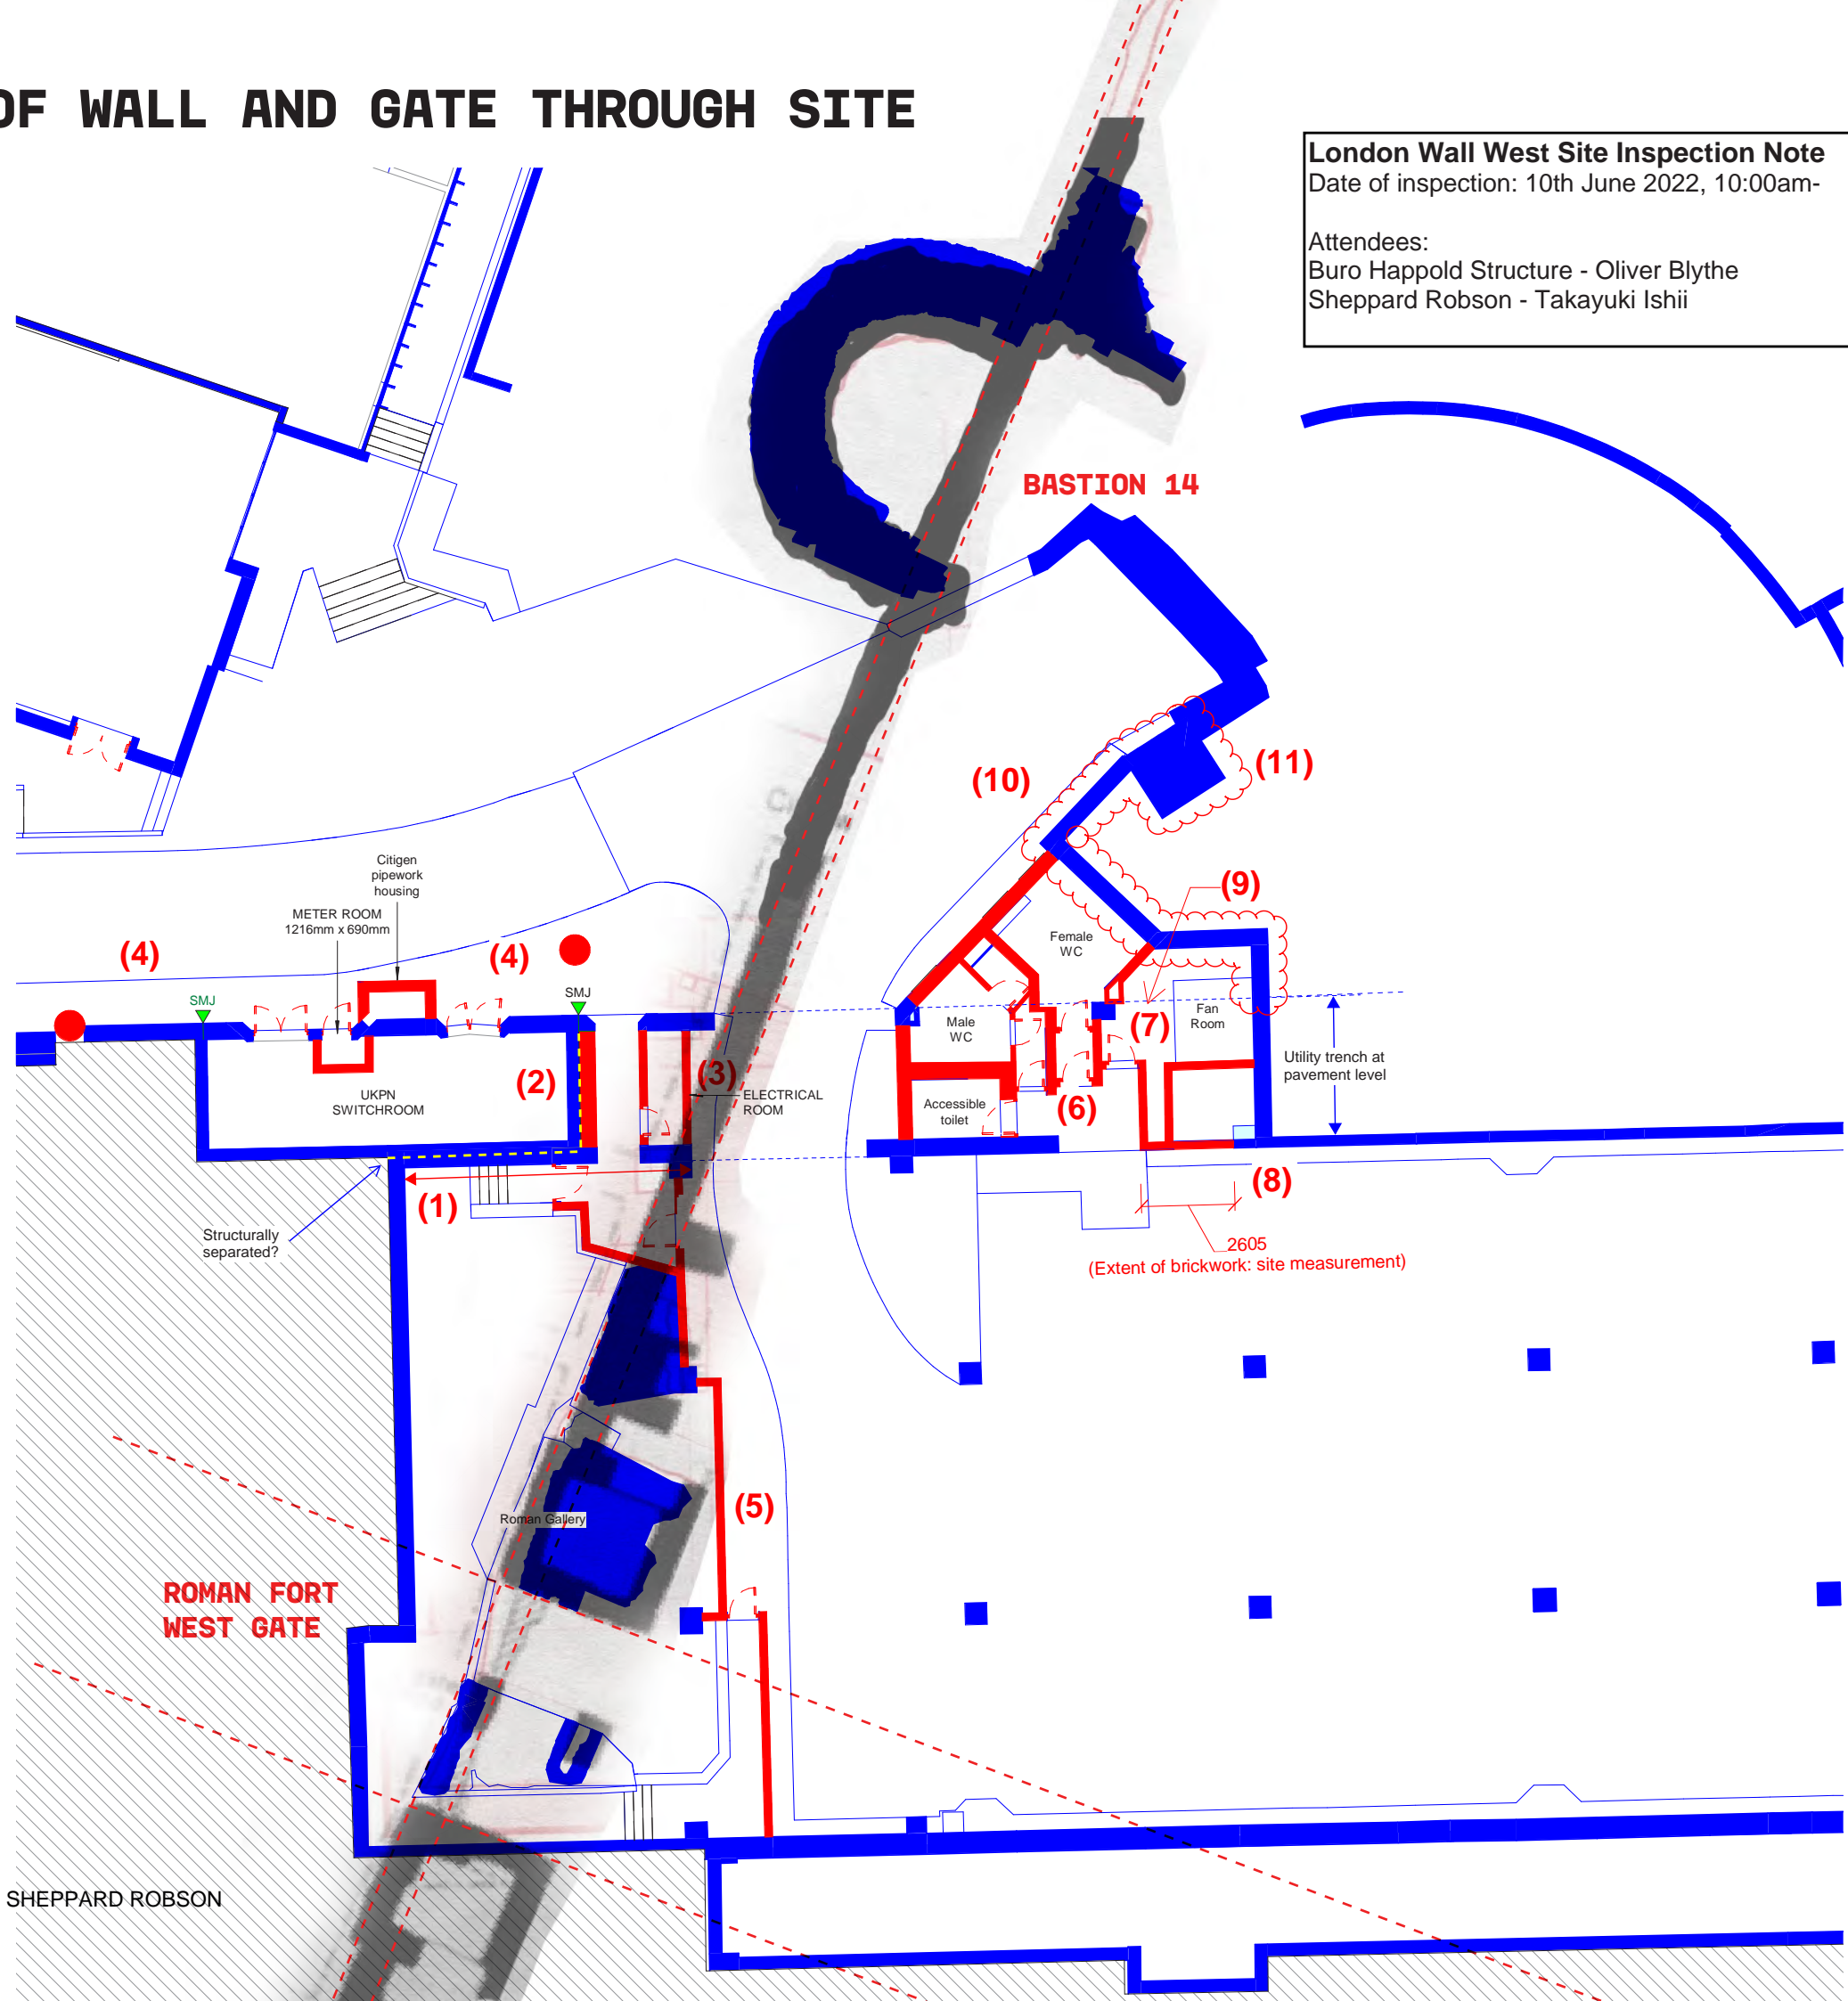 OF WALL AND GATE THROUGH SITE
London Wall West Site Inspection Note
Date of inspection: 10th June 2022, 10:00am-
Attendees:
Buro Happold Structure - Oliver Blythe
Sheppard Robson - Takayuki Ishii
BASTION 14
(10)
(11)
Citigen
pipework
housing
METER ROOM
1216mm x 690mm
(4)
(4)
(9)
Female
WC
SMJ
SMJ
Male
WC
(7)
Fan
Room
(2)
(3)
UKPN
SWITCHROOM
ELECTRICAL
ROOM
Accessible
toilet
(6)
Utility trench at
pavement level
(1)
(8)
Structurally
separated?
2605
(Extent of brickwork: site measurement)
(5)
Roman Gallery
ROMAN FORT
WEST GATE
SHEPPARD ROBSON